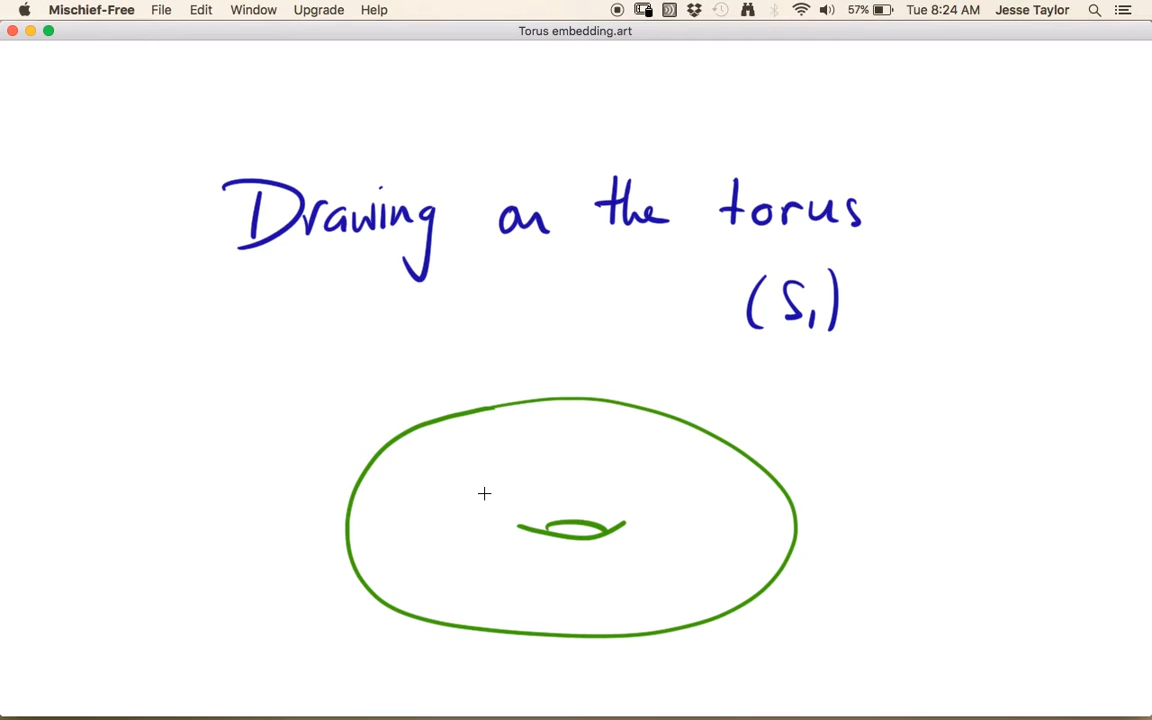 Mischief-Free File Edit Window Upgrade Help 57% Tue 8:24 AM Jesse Taylor
Torus embedding.art
Drawing on the torus
(S₁)